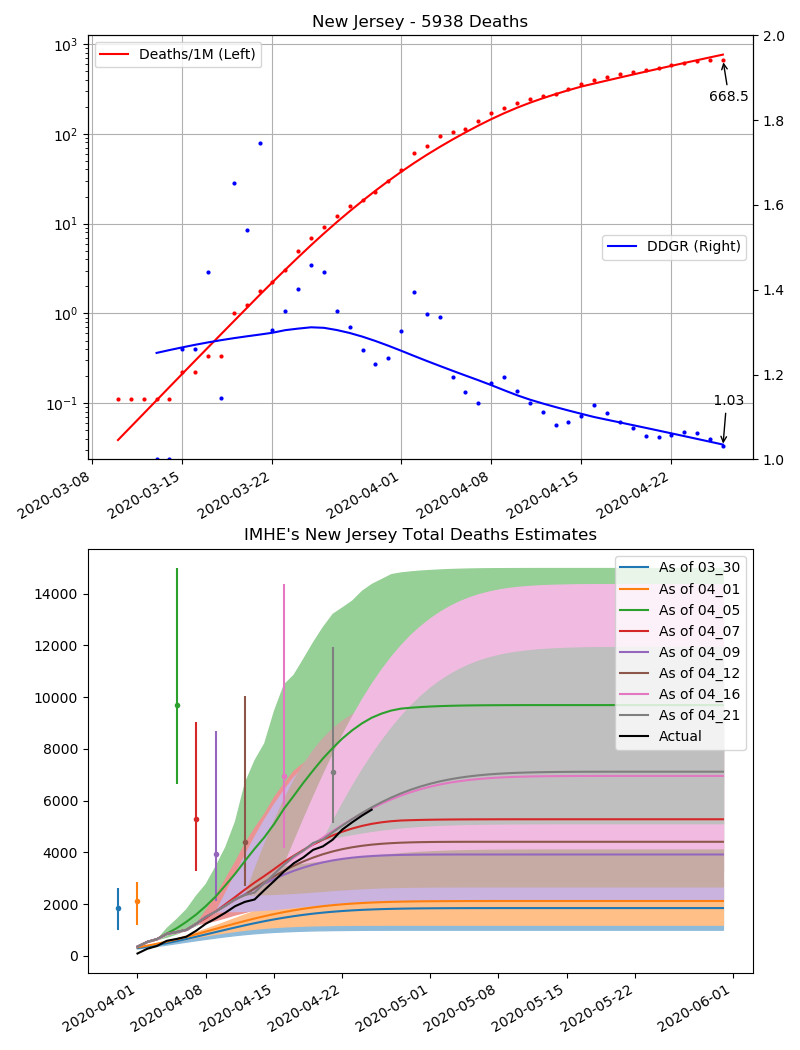 New Jersey - 5938 Deaths
Deaths/1M (Left)
DDGR (Right)
668.5
1.03
10³
10²
10¹
10⁰
10⁻¹
2.0
1.8
1.6
1.4
1.2
1.0
2020-03-08
2020-03-15
2020-03-22
2020-04-01
2020-04-08
2020-04-15
2020-04-22
IMHE's New Jersey Total Deaths Estimates
As of 03_30
As of 04_01
As of 04_05
As of 04_07
As of 04_09
As of 04_12
As of 04_16
As of 04_21
Actual
14000
12000
10000
8000
6000
4000
2000
0
2020-04-01
2020-04-08
2020-04-15
2020-04-22
2020-05-01
2020-05-08
2020-05-15
2020-05-22
2020-06-01